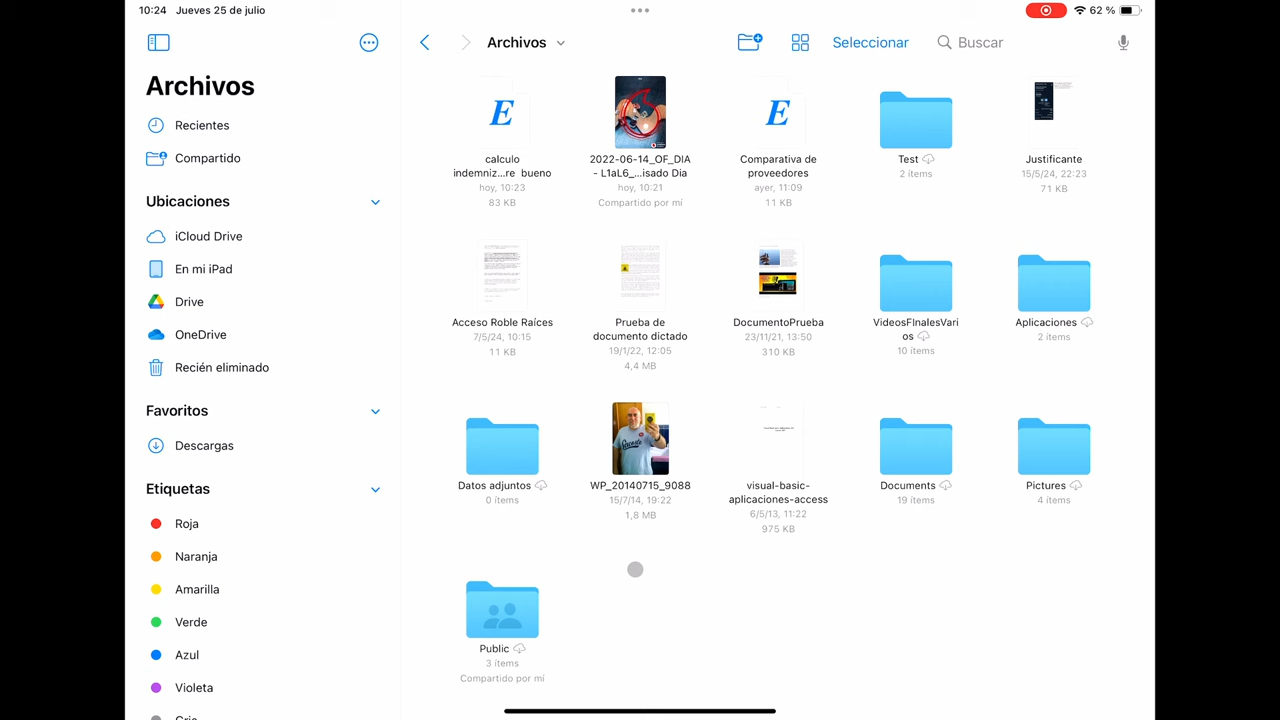 10:24 Jueves 25 de julio
62 %
Archivos
Recientes
Compartido
Ubicaciones
iCloud Drive
En mi iPad
Drive
OneDrive
Recién eliminado
Favoritos
Descargas
Etiquetas
Roja
Naranja
Amarilla
Verde
Azul
Violeta
Gris
Archivos
Seleccionar
Buscar
E
calculo
indemniz...re bueno
hoy, 10:23
83 KB
2022-06-14_OF_DIA
- L1aL6_...isado Dia
hoy, 10:21
Compartido por mí
E
Comparativa de
proveedores
ayer, 11:09
11 KB
Test
2 ítems
Justificante
15/5/24, 22:23
71 KB
Acceso Roble Raíces
7/5/24, 10:15
11 KB
Prueba de
documento dictado
19/1/22, 12:05
4,4 MB
DocumentoPrueba
23/11/21, 13:50
310 KB
VideosFInalesVari
os
10 ítems
Aplicaciones
2 ítems
Datos adjuntos
0 ítems
WP_20140715_9088
15/7/14, 19:22
1,8 MB
visual-basic-
aplicaciones-access
6/5/13, 11:22
975 KB
Documents
19 ítems
Pictures
4 ítems
Public
3 ítems
Compartido por mí